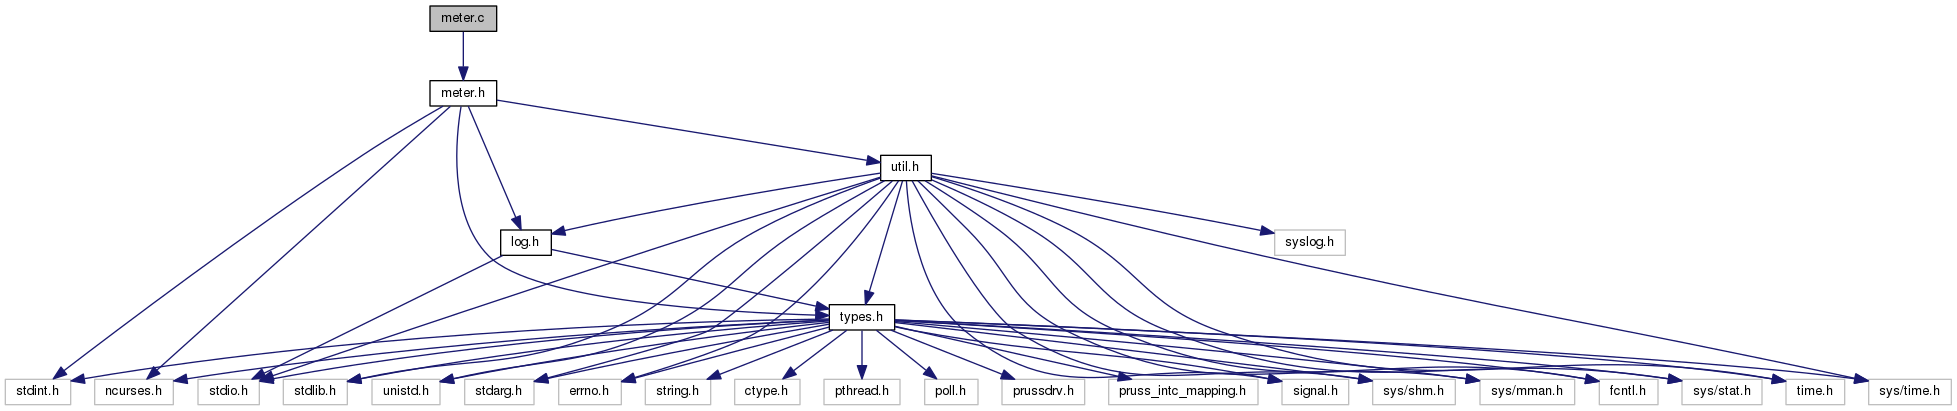 meter.c
meter.h
util.h
log.h
syslog.h
types.h
stdint.h
ncurses.h
stdio.h
stdlib.h
unistd.h
stdarg.h
errno.h
string.h
ctype.h
pthread.h
poll.h
prussdrv.h
pruss_intc_mapping.h
signal.h
sys/shm.h
sys/mman.h
fcntl.h
sys/stat.h
time.h
sys/time.h